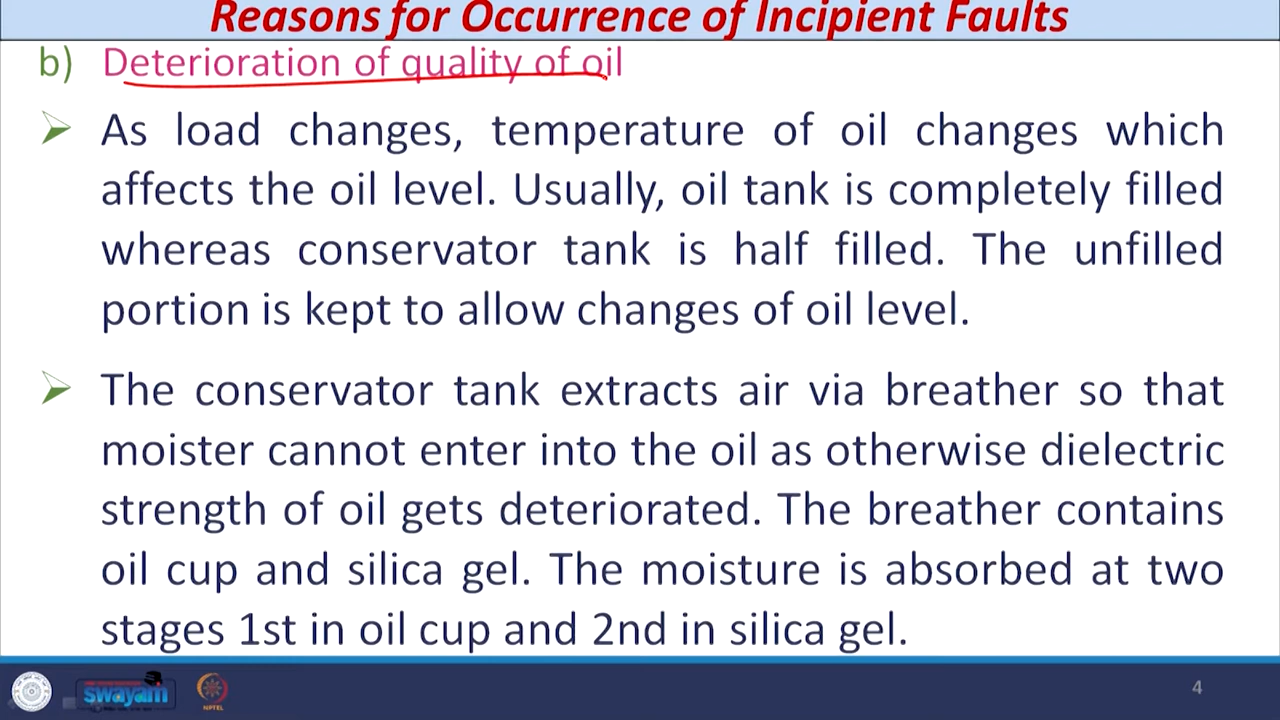 Reasons for Occurrence of Incipient Faults
b) Deterioration of quality of oil
As load changes, temperature of oil changes which
affects the oil level. Usually, oil tank is completely filled
whereas conservator tank is half filled. The unfilled
portion is kept to allow changes of oil level.
The conservator tank extracts air via breather so that
moister cannot enter into the oil as otherwise dielectric
strength of oil gets deteriorated. The breather contains
oil cup and silica gel. The moisture is absorbed at two
stages 1st in oil cup and 2nd in silica gel.
swayam
NPTEL
4